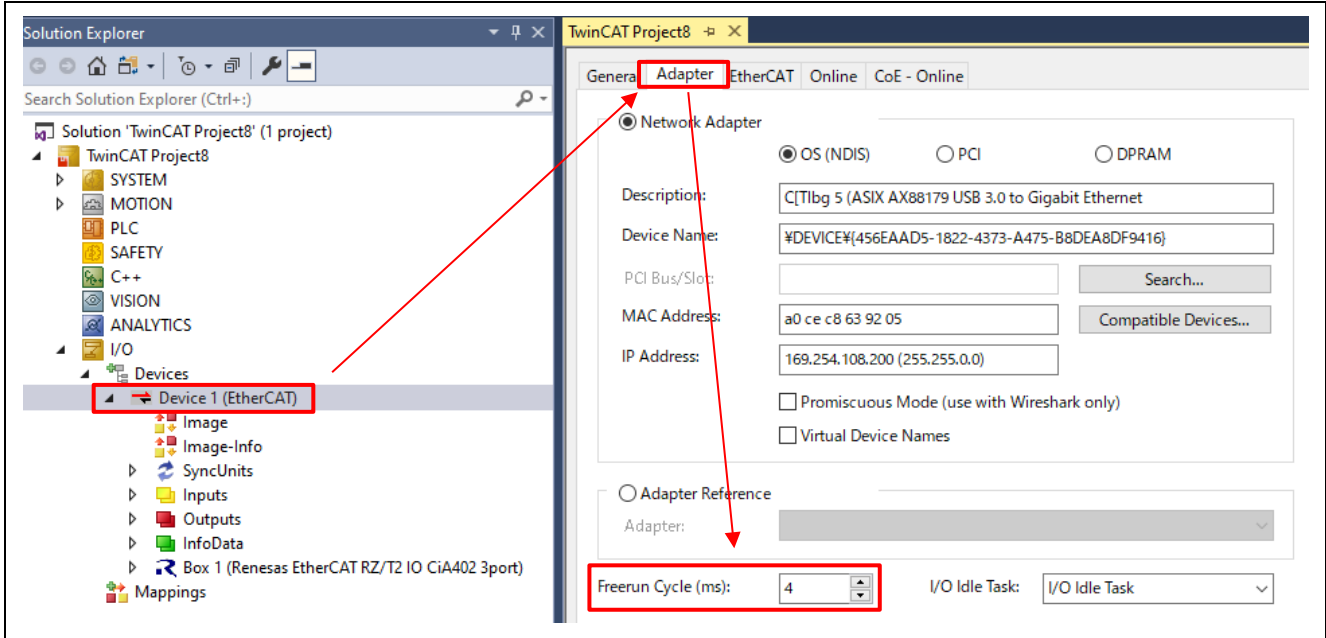 Solution Explorer
Search Solution Explorer (Ctrl+:)
Solution 'TwinCAT Project8' (1 project)
TwinCAT Project8
SYSTEM
MOTION
PLC
SAFETY
C++
VISION
ANALYTICS
I/O
Devices
Device 1 (EtherCAT)
Image
Image-Info
SyncUnits
Inputs
Outputs
InfoData
Box 1 (Renesas EtherCAT RZ/T2 IO CiA402 3port)
Mappings
TwinCAT Project8
General Adapter EtherCAT Online CoE - Online
Network Adapter
OS (NDIS) PCI DPRAM
Description: C[TIbg 5 (ASIX AX88179 USB 3.0 to Gigabit Ethernet
Device Name: ¥DEVICE¥{456EAAD5-1822-4373-A475-B8DEA8DF9416}
PCI Bus/Slot: Search...
MAC Address: a0 ce c8 63 92 05 Compatible Devices...
IP Address: 169.254.108.200 (255.255.0.0)
Promiscuous Mode (use with Wireshark only)
Virtual Device Names
Adapter Reference
Adapter:
Freerun Cycle (ms): 4 I/O Idle Task: I/O Idle Task